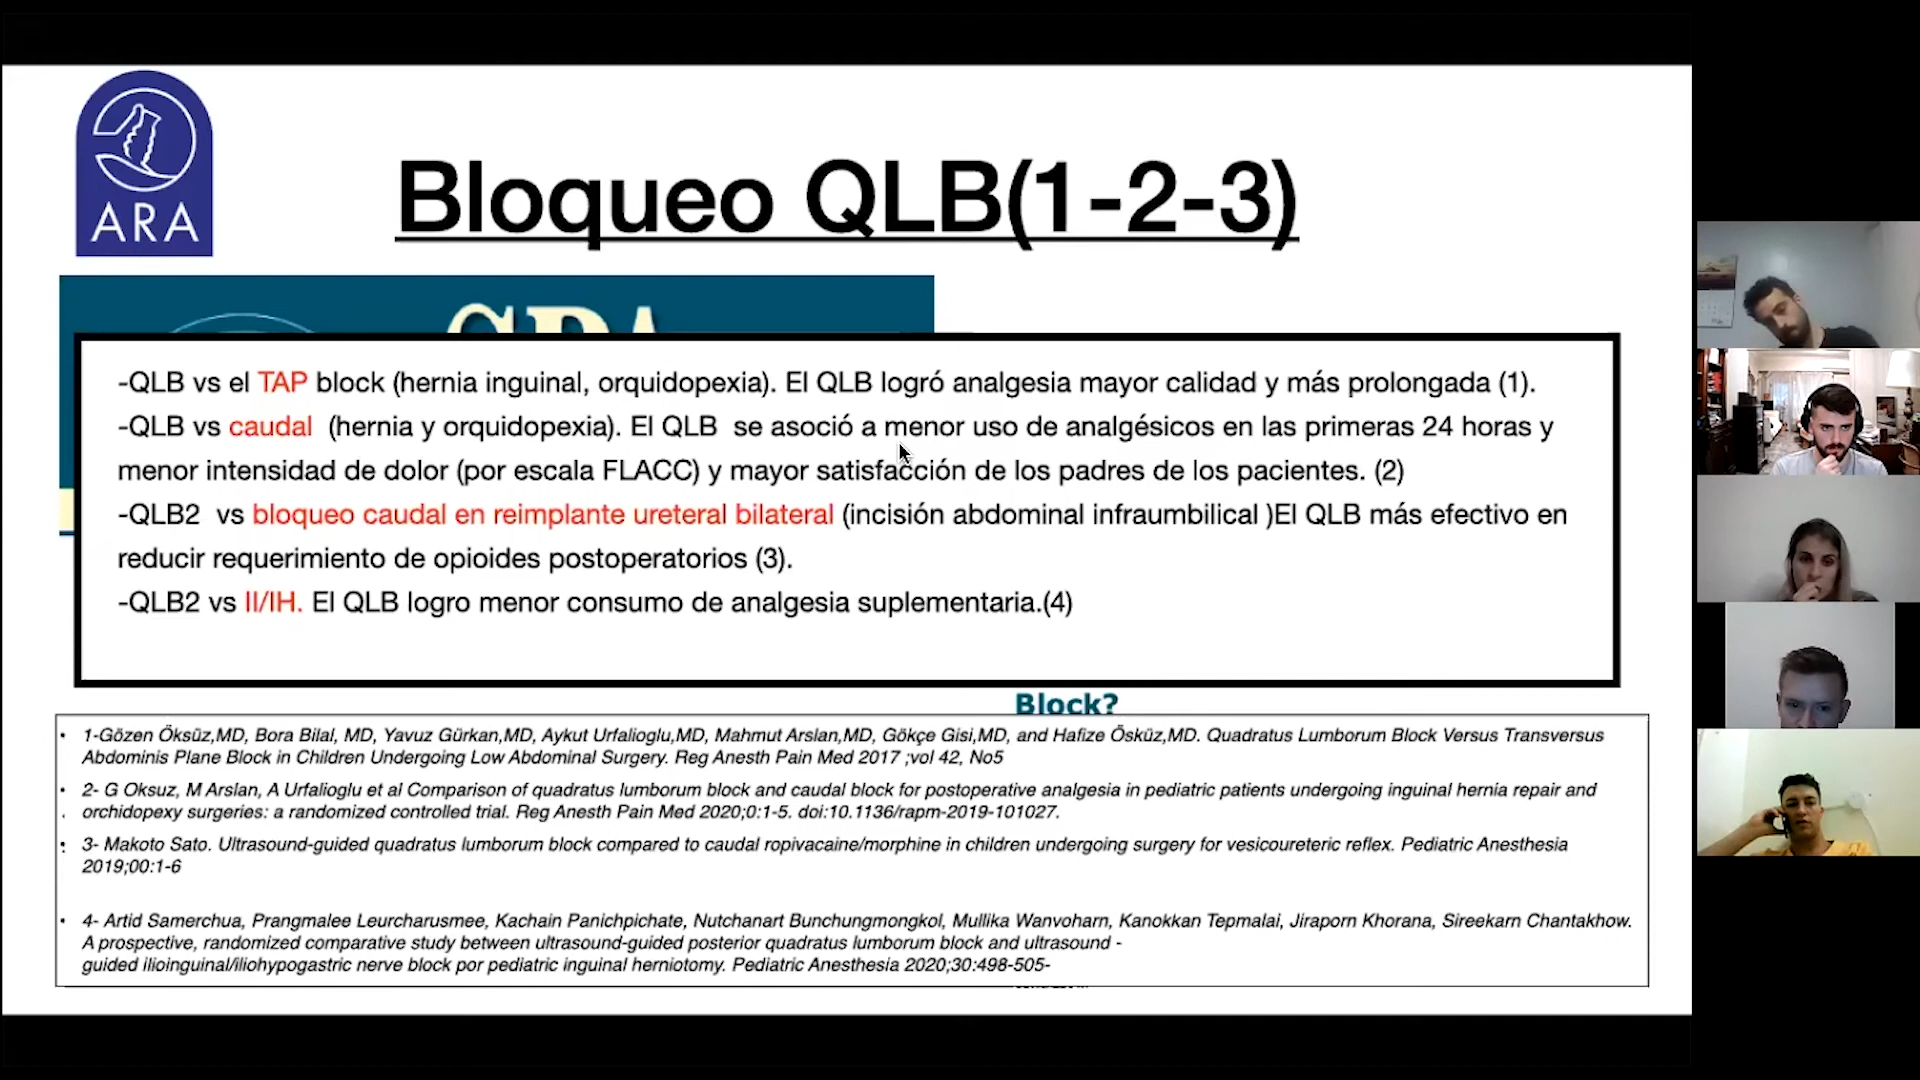 ARA
Bloqueo QLB(1-2-3)
-QLB vs el TAP block (hernia inguinal, orquidopexia). El QLB logró analgesia mayor calidad y más prolongada (1).
-QLB vs caudal (hernia y orquidopexia). El QLB se asoció a menor uso de analgésicos en las primeras 24 horas y
menor intensidad de dolor (por escala FLACC) y mayor satisfacción de los padres de los pacientes. (2)
-QLB2 vs bloqueo caudal en reimplante ureteral bilateral (incisión abdominal infraumbilical )El QLB más efectivo en
reducir requerimiento de opioides postoperatorios (3).
-QLB2 vs II/IH. El QLB logro menor consumo de analgesia suplementaria.(4)
Block?
• 1-Gözen Öksüz,MD, Bora Bilal, MD, Yavuz Gürkan,MD, Aykut Urfalioglu,MD, Mahmut Arslan,MD, Gökçe Gisi,MD, and Hafize Ösküz,MD. Quadratus Lumborum Block Versus Transversus
Abdominis Plane Block in Children Undergoing Low Abdominal Surgery. Reg Anesth Pain Med 2017 ;vol 42, No5
• 2- G Oksuz, M Arslan, A Urfalioglu et al Comparison of quadratus lumborum block and caudal block for postoperative analgesia in pediatric patients undergoing inguinal hernia repair and
orchidopexy surgeries: a randomized controlled trial. Reg Anesth Pain Med 2020;0:1-5. doi:10.1136/rapm-2019-101027.
• 3- Makoto Sato. Ultrasound-guided quadratus lumborum block compared to caudal ropivacaine/morphine in children undergoing surgery for vesicoureteric reflex. Pediatric Anesthesia
2019;00:1-6
• 4- Artid Samerchua, Prangmalee Leurcharusmee, Kachain Panichpichate, Nutchanart Bunchungmongkol, Mullika Wanvoharn, Kanokkan Tepmalai, Jiraporn Khorana, Sireekarn Chantakhow.
A prospective, randomized comparative study between ultrasound-guided posterior quadratus lumborum block and ultrasound -
guided ilioinguinal/iliohypogastric nerve block por pediatric inguinal herniotomy. Pediatric Anesthesia 2020;30:498-505-